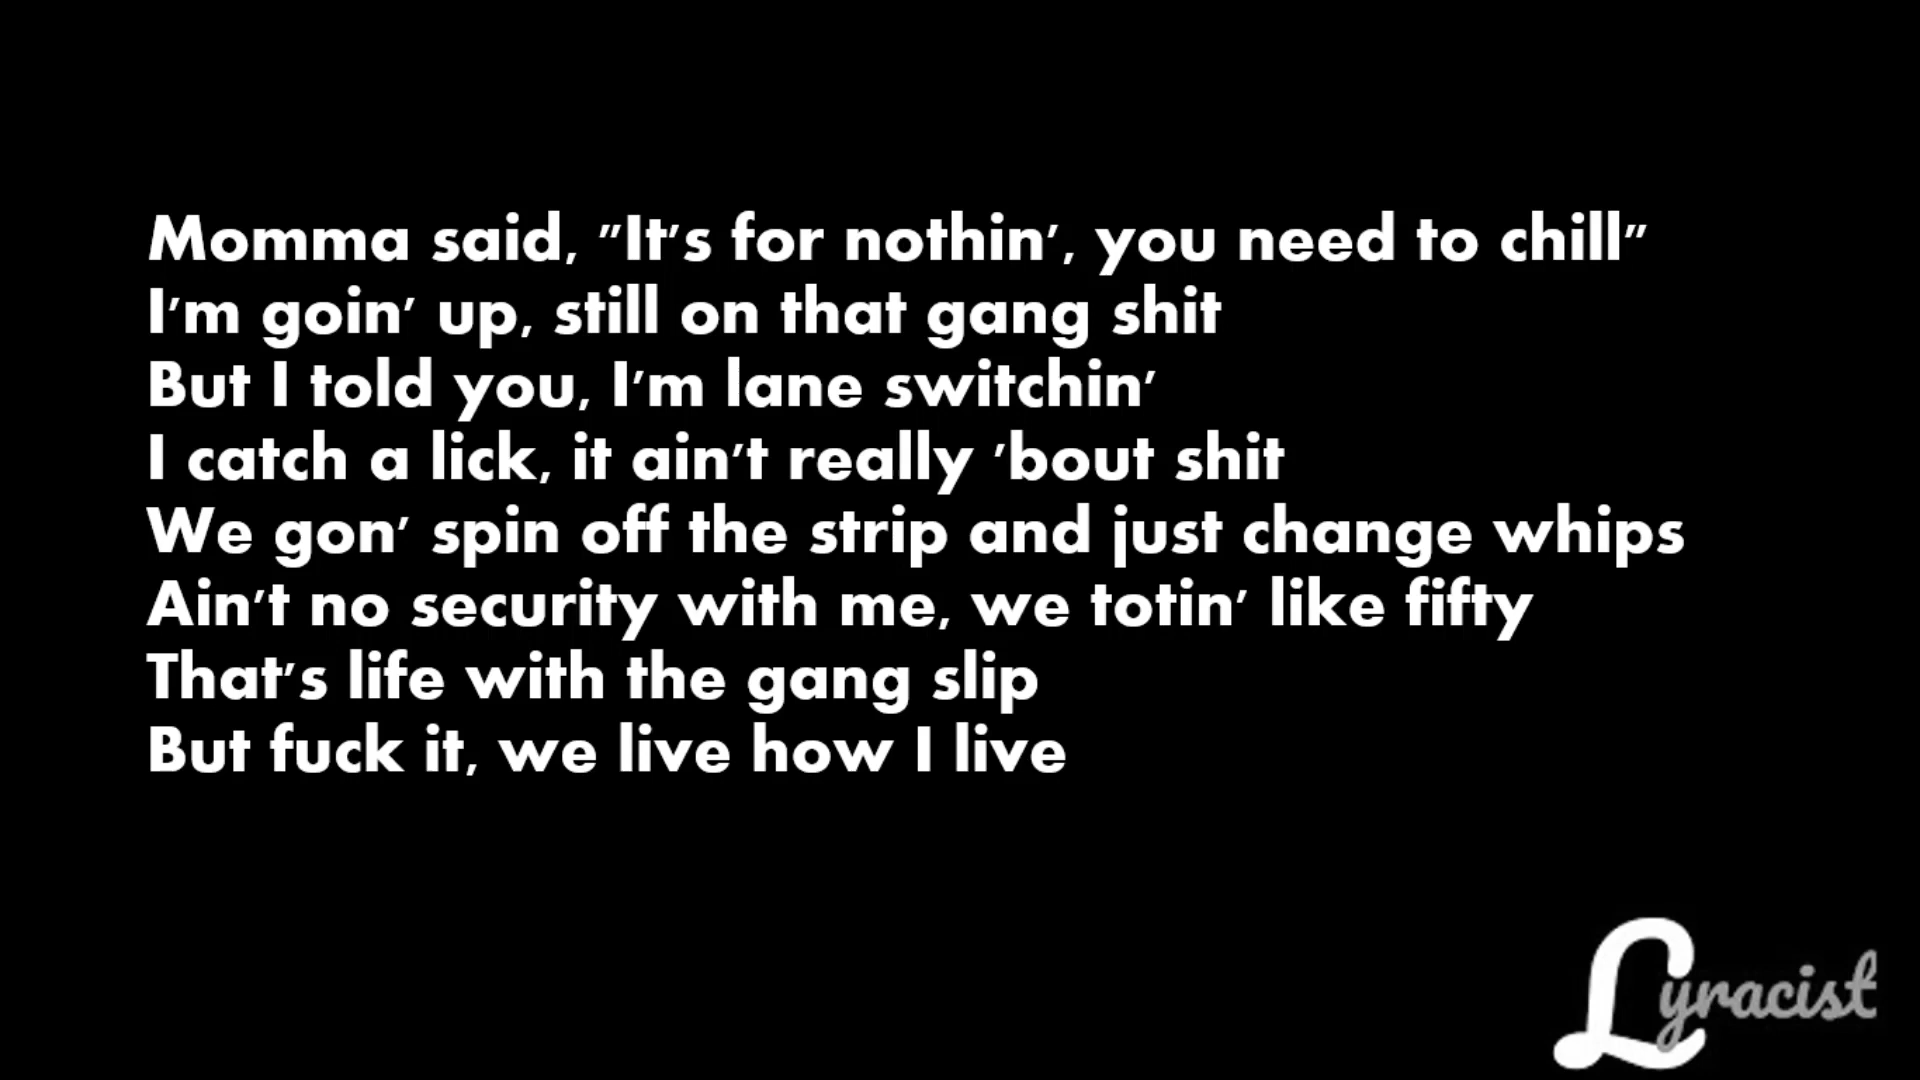 Momma said, "It's for nothin', you need to chill"
I'm goin' up, still on that gang shit
But I told you, I'm lane switchin'
I catch a lick, it ain't really 'bout shit
We gon' spin off the strip and just change whips
Ain't no security with me, we totin' like fifty
That's life with the gang slip
But fuck it, we live how I live
Lyracist